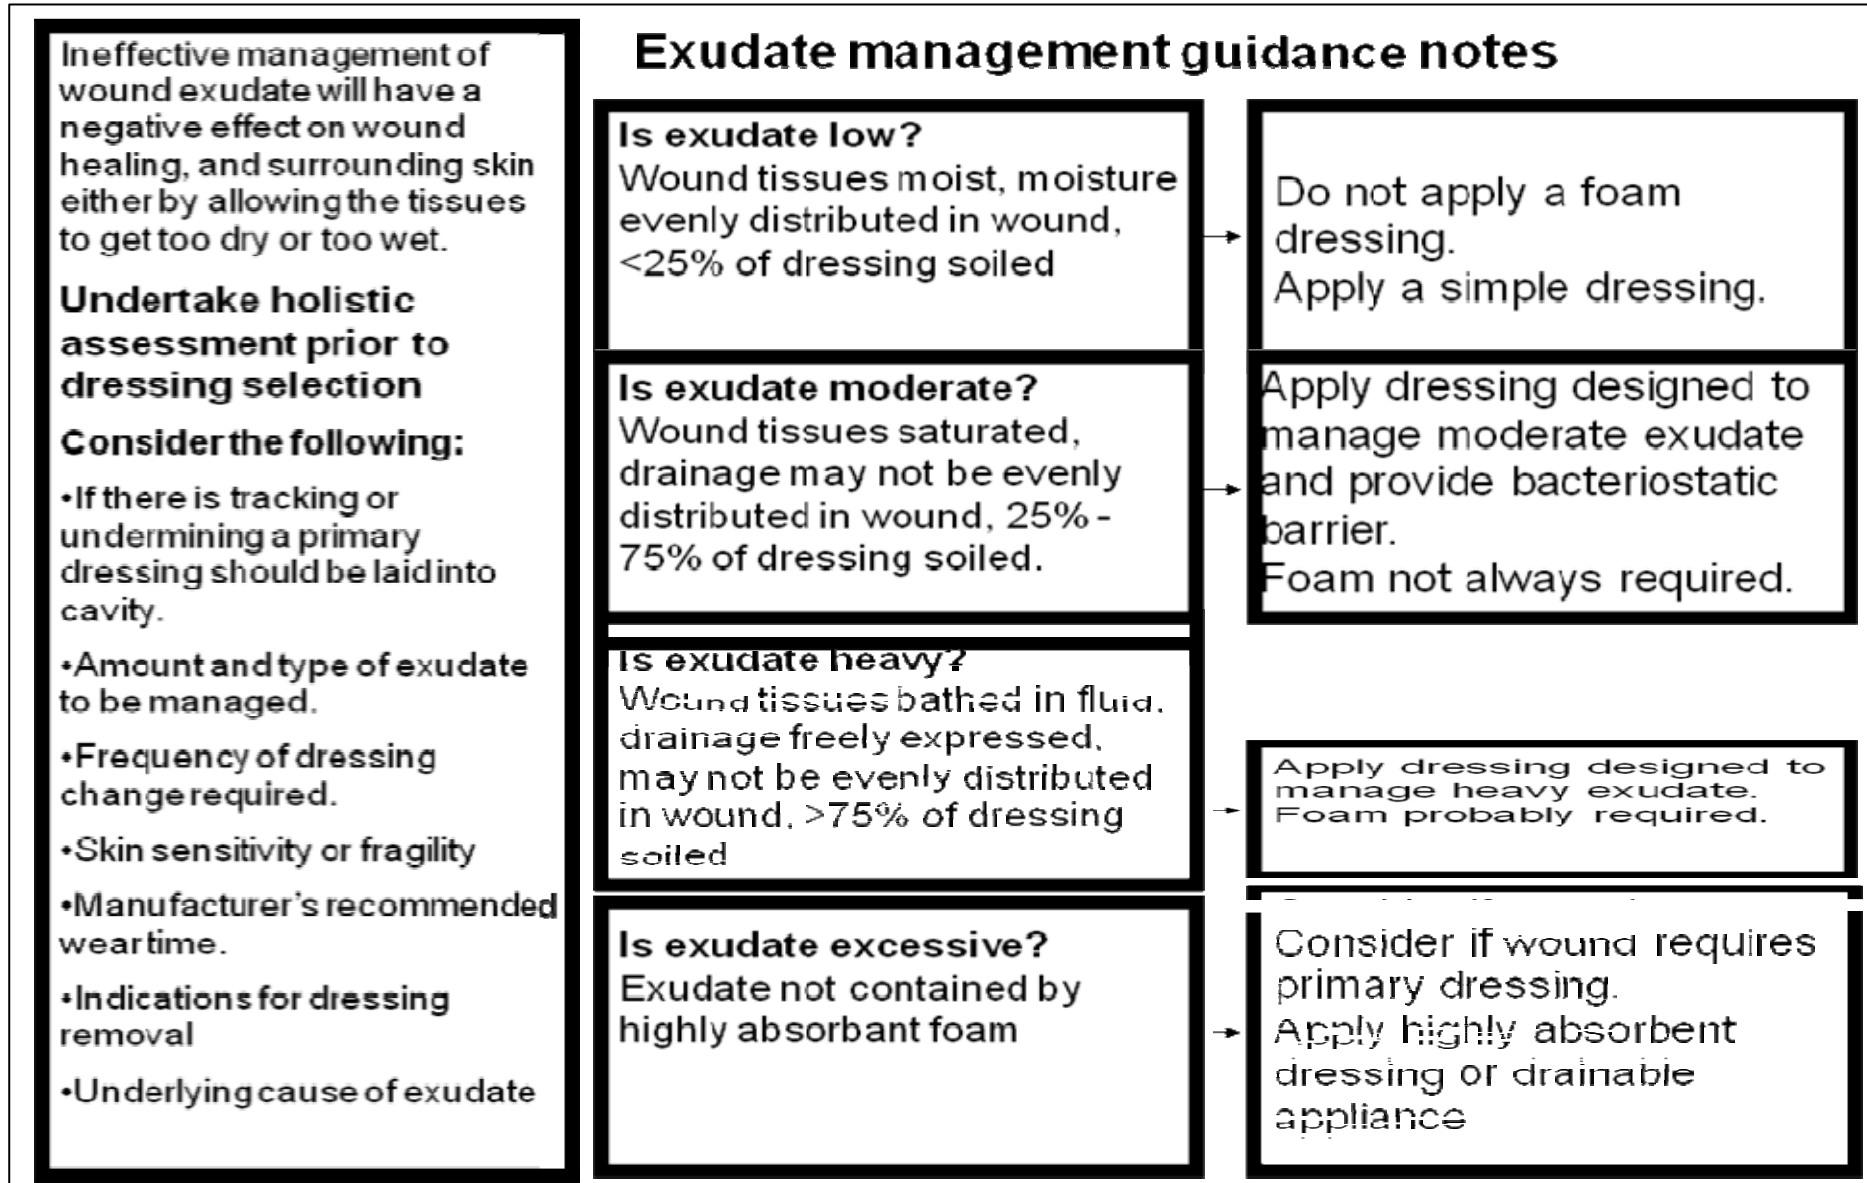 Exudate management guidance notes
Ineffective management of
wound exudate will have a
negative effect on wound
healing, and surrounding skin
either by allowing the tissues
to get too dry or too wet.
Undertake holistic
assessment prior to
dressing selection
Consider the following:
•If there is tracking or
undermining a primary
dressing should be laid into
cavity.
•Amount and type of exudate
to be managed.
•Frequency of dressing
change required.
•Skin sensitivity or fragility
•Manufacturer's recommended
wear time.
•Indications for dressing
removal
•Underlying cause of exudate
Is exudate low?
Wound tissues moist, moisture
evenly distributed in wound,
<25% of dressing soiled
Do not apply a foam
dressing.
Apply a simple dressing.
Is exudate moderate?
Wound tissues saturated,
drainage may not be evenly
distributed in wound, 25% -
75% of dressing soiled.
Apply dressing designed to
manage moderate exudate
and provide bacteriostatic
barrier.
Foam not always required.
Is exudate heavy?
Wound tissues bathed in fluid,
drainage freely expressed,
may not be evenly distributed
in wound, >75% of dressing
soiled
Apply dressing designed to
manage heavy exudate.
Foam probably required.
Is exudate excessive?
Exudate not contained by
highly absorbant foam
Consider if wound requires
primary dressing.
Apply highly absorbent
dressing or drainable
appliance